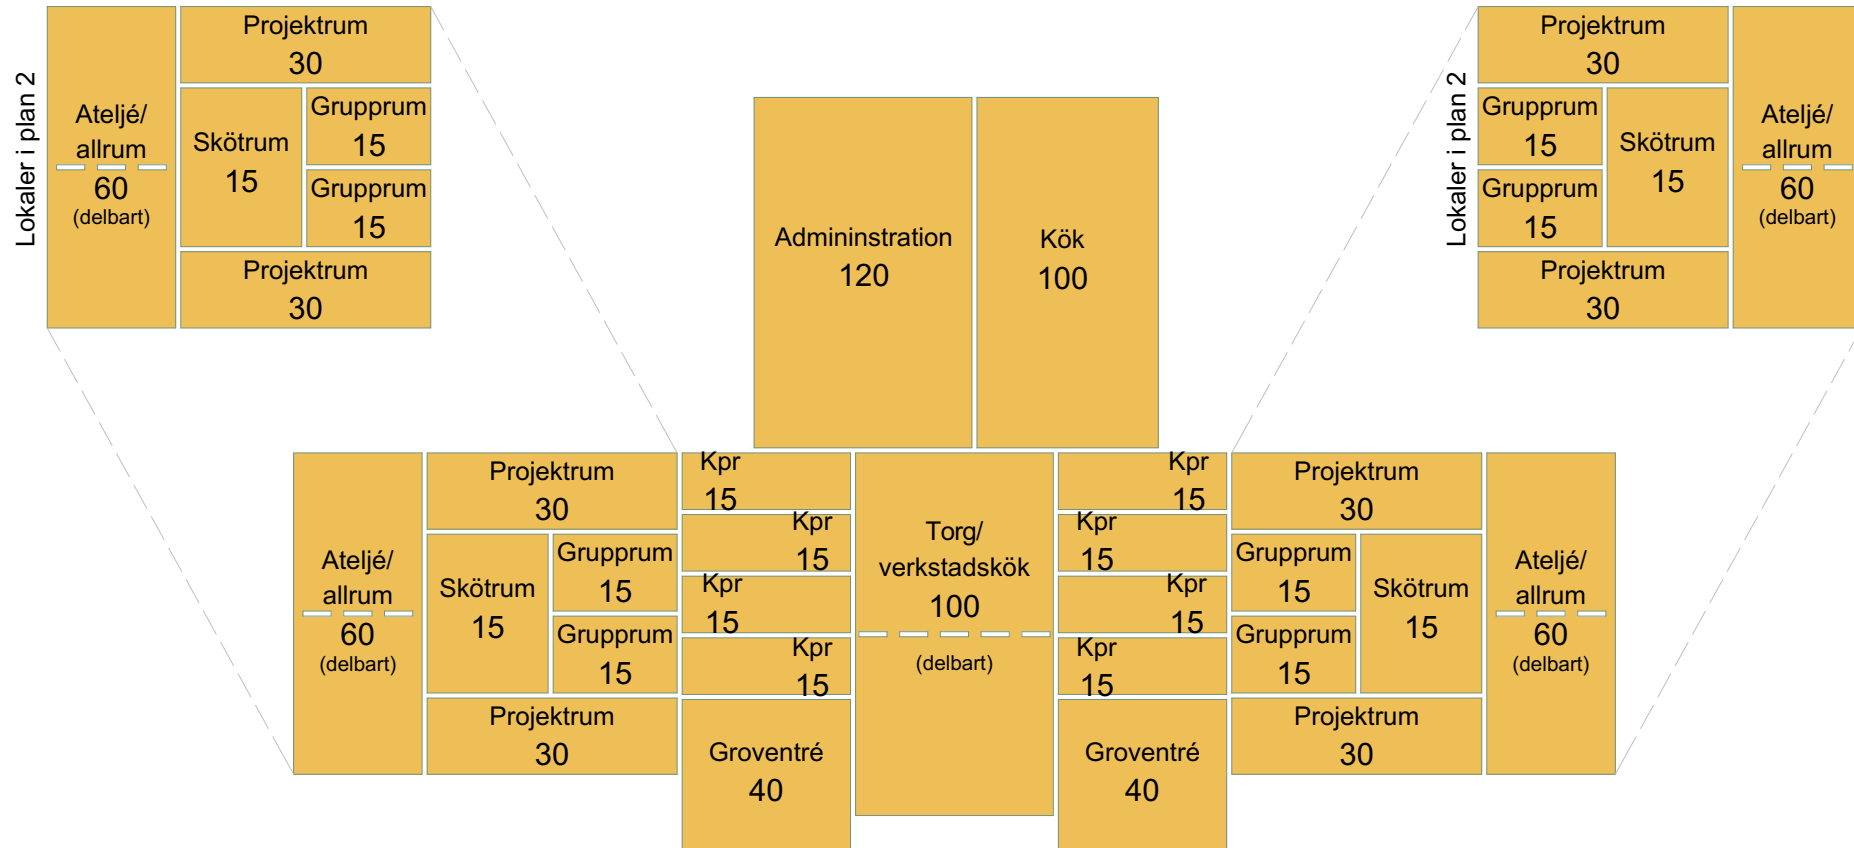 Lokaler i plan 2
Ateljé/
allrum
60
(delbart)
Projektrum
30
Skötrum
15
Grupprum
15
Grupprum
15
Projektrum
30
Admininstration
120
Kök
100
Lokaler i plan 2
Projektrum
30
Grupprum
15
Grupprum
15
Skötrum
15
Projektrum
30
Ateljé/
allrum
60
(delbart)
Ateljé/
allrum
60
(delbart)
Projektrum
30
Skötrum
15
Grupprum
15
Grupprum
15
Projektrum
30
Kpr
15
Kpr
15
Kpr
15
Kpr
15
Groventré
40
Torg/
verkstadskök
100
(delbart)
Kpr
15
Kpr
15
Kpr
15
Kpr
15
Groventré
40
Projektrum
30
Grupprum
15
Grupprum
15
Skötrum
15
Projektrum
30
Ateljé/
allrum
60
(delbart)